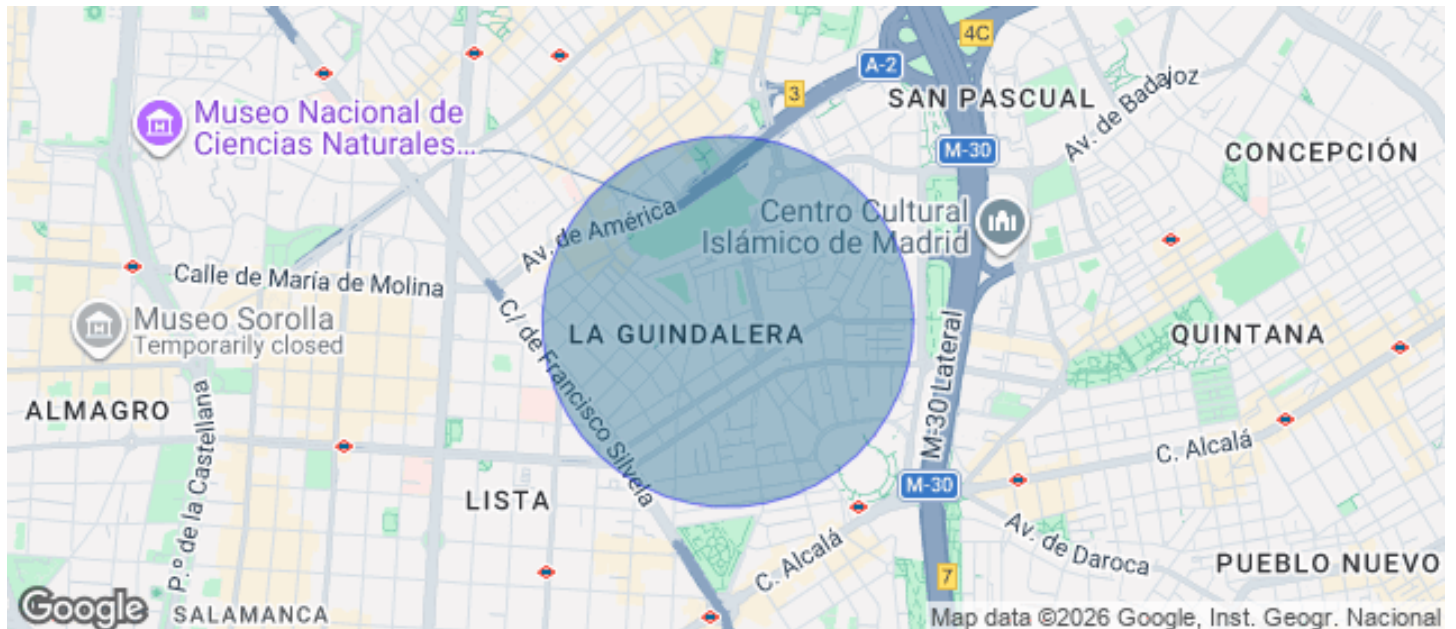 4C
A-2
3
SAN PASCUAL
Av. de Badajoz
Museo Nacional de
Ciencias Naturales...
M-30
CONCEPCIÓN
Av. de América
Centro Cultural
Islámico de Madrid
Calle de María de Molina
Museo Sorolla
Temporarily closed
C/ de Francisco Silvela
LA GUINDALERA
QUINTANA
M-30 Lateral
ALMAGRO
P.º de la Castellana
C. Alcalá
LISTA
M-30
Av. de Daroca
C. Alcalá
7
PUEBLO NUEVO
Google
SALAMANCA
Map data ©2026 Google, Inst. Geogr. Nacional